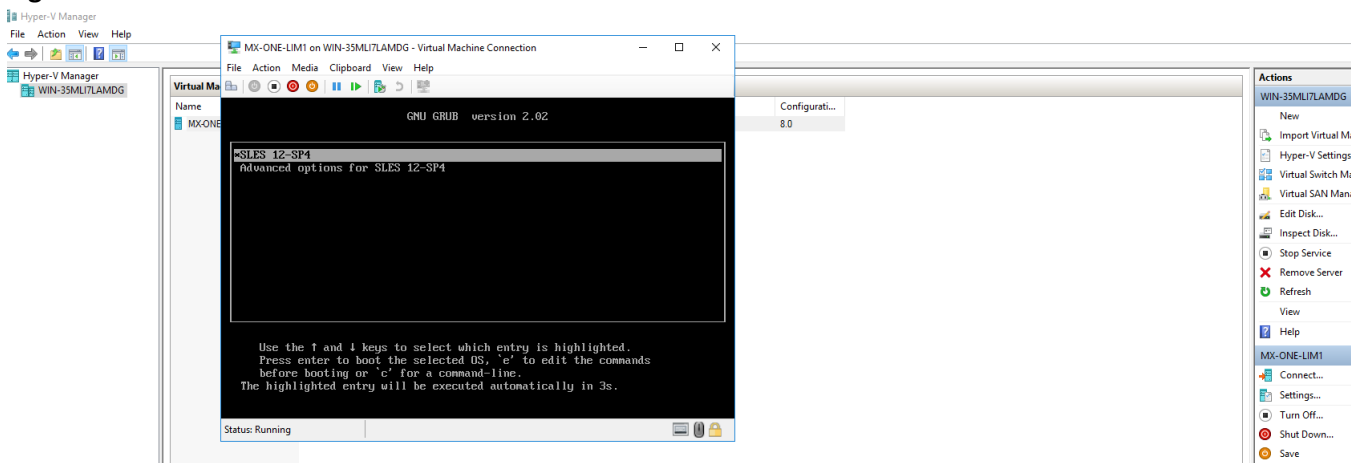 Hyper-V Manager
File Action View Help
Hyper-V Manager
WIN-35MLI7LAMDG
Virtual Ma
Name
Configurati...
MX-ONE
8.0
MX-ONE-LIM1 on WIN-35MLI7LAMDG - Virtual Machine Connection
File Action Media Clipboard View Help
GNU GRUB version 2.02
*SLES 12-SP4
Advanced options for SLES 12-SP4
Use the ↑ and ↓ keys to select which entry is highlighted.
Press enter to boot the selected OS, `e' to edit the commands
before booting or `c' for a command-line.
The highlighted entry will be executed automatically in 3s.
Status: Running
Actions
WIN-35MLI7LAMDG
New
Import Virtual Ma
Hyper-V Settings
Virtual Switch Ma
Virtual SAN Mana
Edit Disk...
Inspect Disk...
Stop Service
Remove Server
Refresh
View
Help
MX-ONE-LIM1
Connect...
Settings...
Turn Off...
Shut Down...
Save